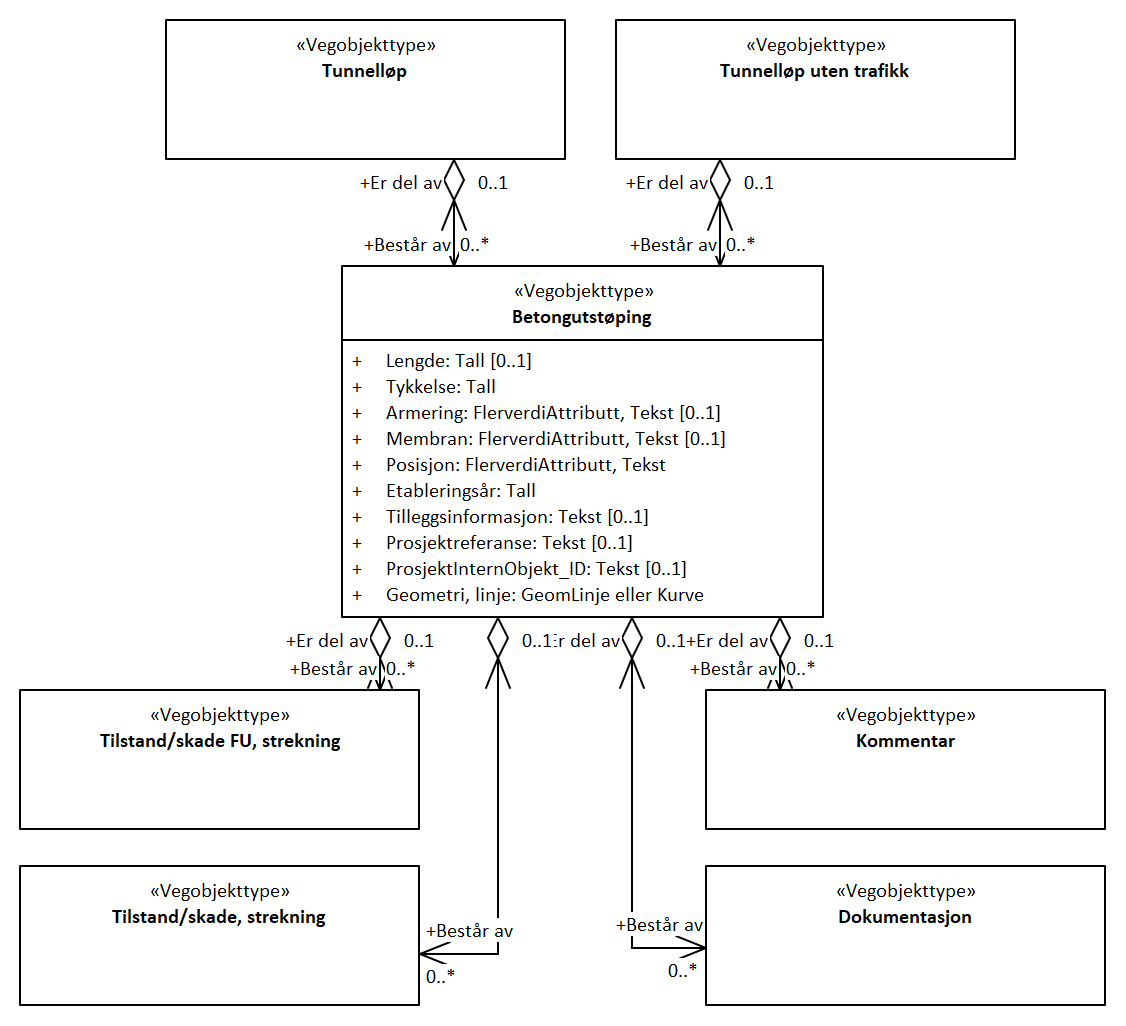 «Vegobjekttype»
Tunnelløp
«Vegobjekttype»
Tunnelløp uten trafikk
+Er del av 0..1
+Er del av 0..1
+Består av 0..*
+Består av 0..*
«Vegobjekttype»
Betongutstøping
+ Lengde: Tall [0..1]
+ Tykkelse: Tall
+ Armering: FlerverdiAttributt, Tekst [0..1]
+ Membran: FlerverdiAttributt, Tekst [0..1]
+ Posisjon: FlerverdiAttributt, Tekst
+ Etableringsår: Tall
+ Tilleggsinformasjon: Tekst [0..1]
+ Prosjektreferanse: Tekst [0..1]
+ ProsjektInternObjekt_ID: Tekst [0..1]
+ Geometri, linje: GeomLinje eller Kurve
+Er del av 0..1
0..1
Er del av 0..1
+Er del av 0..1
+Består av 0..*
+Består av 0..*
«Vegobjekttype»
Tilstand/skade FU, strekning
«Vegobjekttype»
Kommentar
«Vegobjekttype»
Tilstand/skade, strekning
+Består av
0..*
+Består av
0..*
«Vegobjekttype»
Dokumentasjon